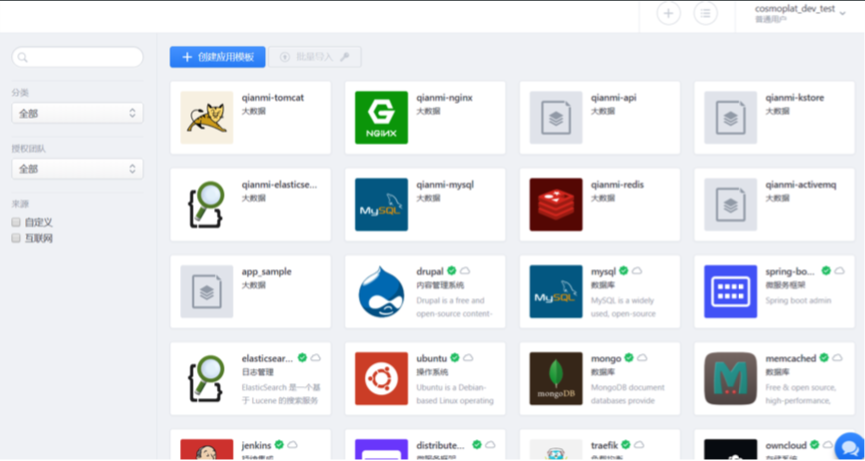 cosmoplat_dev_test
普通用户
创建应用模板
批量导入
分类
全部
授权团队
全部
来源
自定义
互联网
qianmi-tomcat
大数据
NGINX
qianmi-nginx
大数据
qianmi-api
大数据
qianmi-kstore
大数据
qianmi-elasticse...
大数据
MySQL
qianmi-mysql
大数据
qianmi-redis
大数据
qianmi-activemq
大数据
app_sample
大数据
drupal
内容管理系统
Drupal is a free and
open-source content-
MySQL
mysql
数据库
MySQL is a widely
used, open-source
spring-bo...
微服务框架
Spring boot admin
elasticsear...
日志管理
ElasticSearch 是一个基
于 Lucene 的搜索服务
ubuntu
操作系统
Ubuntu is a Debian-
based Linux operating
mongoDB
mongo
数据库
MongoDB document
databases provide
M
memcached
数据库
Free & open source,
high-performance,
jenkins
distribute...
traefik
owncloud